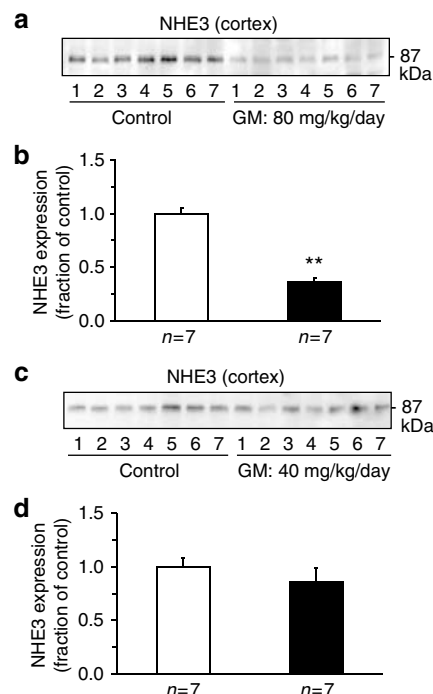 a
NHE3 (cortex)
87
kDa
1 2 3 4 5 6 7 1 2 3 4 5 6 7
Control GM: 80 mg/kg/day
b
NHE3 expression
(fraction of control)
1.5
1.0
0.5
0.0
**
n=7 n=7
c
NHE3 (cortex)
87
kDa
1 2 3 4 5 6 7 1 2 3 4 5 6 7
Control GM: 40 mg/kg/day
d
NHE3 expression
(fraction of control)
1.5
1.0
0.5
0.0
n=7 n=7